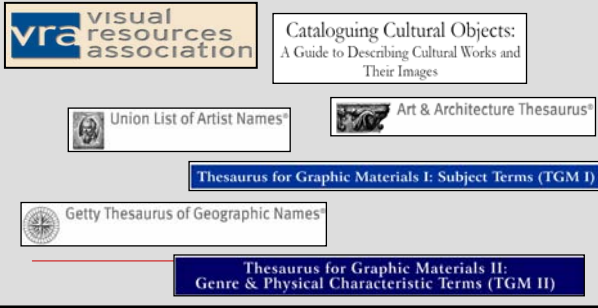 vra visual
resources
association
Cataloguing Cultural Objects:
A Guide to Describing Cultural Works and
Their Images
Union List of Artist Names®
Art & Architecture Thesaurus®
Thesaurus for Graphic Materials I: Subject Terms (TGM I)
Getty Thesaurus of Geographic Names®
Thesaurus for Graphic Materials II:
Genre & Physical Characteristic Terms (TGM II)